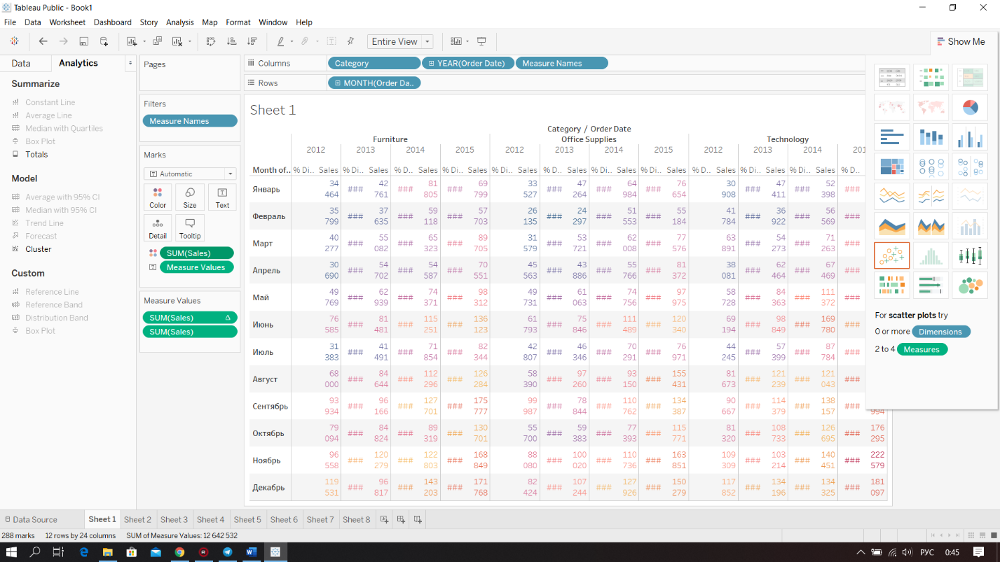 Tableau Public - Book1
File Data Worksheet Dashboard Story Analysis Map Format Window Help
Entire View
Show Me
Data Analytics
Summarize
Constant Line
Average Line
Median with Quartiles
Box Plot
Totals
Model
Average with 95% CI
Median with 95% CI
Trend Line
Forecast
Cluster
Custom
Reference Line
Reference Band
Distribution Band
Box Plot
Pages
Filters
Measure Names
Marks
Automatic
Color Size Text
Detail Tooltip
SUM(Sales)
Measure Values
Measure Values
SUM(Sales) Δ
SUM(Sales)
Columns Category YEAR(Order Date) Measure Names
Rows MONTH(Order Da..
Sheet 1
Category / Order Date
Furniture Office Supplies Technology
2012 2013 2014 2015 2012 2013 2014 2015 2012 2013 2014 201
Month of.. % Di.. Sales % Di.. Sales % Di.. Sales % Di.. Sales % Di.. Sales % Di.. Sales % Di.. Sales % Di.. Sales % Di.. Sales % Di.. Sales % Di.. Sales % D..
34 42 81 69 33 47 64 76 30 47 52
Январь ### ### ### ### ### ### ### ### ###
464 761 805 799 527 264 984 654 908 411 398
35 37 59 57 26 24 51 55 41 36 56
Февраль ### ### ### ### ### ### ### ### ###
799 635 118 703 135 297 553 184 784 922 569
40 55 65 89 31 53 62 77 63 54 71
Март ### ### ### ### ### ### ### ### ###
277 082 323 705 579 721 008 576 891 273 263
30 54 54 70 45 43 55 81 38 62 67
Апрель ### ### ### ### ### ### ### ### ###
690 702 587 551 563 886 766 372 081 464 469
49 62 74 98 49 61 74 97 58 84 111
Май ### ### ### ### ### ### ### ### ###
769 939 371 312 731 063 756 975 728 363 372
76 81 115 136 61 75 111 120 69 98 169
Июнь ### ### ### ### ### ### ### ### ###
585 481 251 123 793 846 489 340 194 849 780
31 41 71 82 42 46 70 76 44 57 87
Июль ### ### ### ### ### ### ### ### ###
383 491 854 344 807 346 291 971 245 399 784
68 84 112 126 58 97 93 155 81 121 121
Август ### ### ### ### ### ### ### ### ###
000 644 296 284 390 260 150 431 673 239 043
93 96 127 175 99 78 110 134 90 114 138
Сентябрь ### ### ### ### ### ### ### ### ###
934 166 701 777 987 844 762 387 667 379 157 994
79 84 89 130 55 59 77 115 81 108 126 176
Октябрь ### ### ### ### ### ### ### ### ###
094 824 319 701 700 383 393 771 320 733 695 295
96 120 122 168 88 100 110 163 109 103 140 222
Ноябрь ### ### ### ### ### ### ### ### ###
558 279 803 849 080 020 736 851 309 214 451 579
119 96 143 171 82 107 127 150 117 134 134 181
Декабрь ### ### ### ### ### ### ### ### ###
531 817 203 768 424 244 926 279 852 196 325 097
For scatter plots try
0 or more Dimensions
2 to 4 Measures
Data Source Sheet 1 Sheet 2 Sheet 3 Sheet 4 Sheet 5 Sheet 6 Sheet 7 Sheet 8
288 marks 12 rows by 24 columns SUM of Measure Values: 12 642 532
РУС 0:45